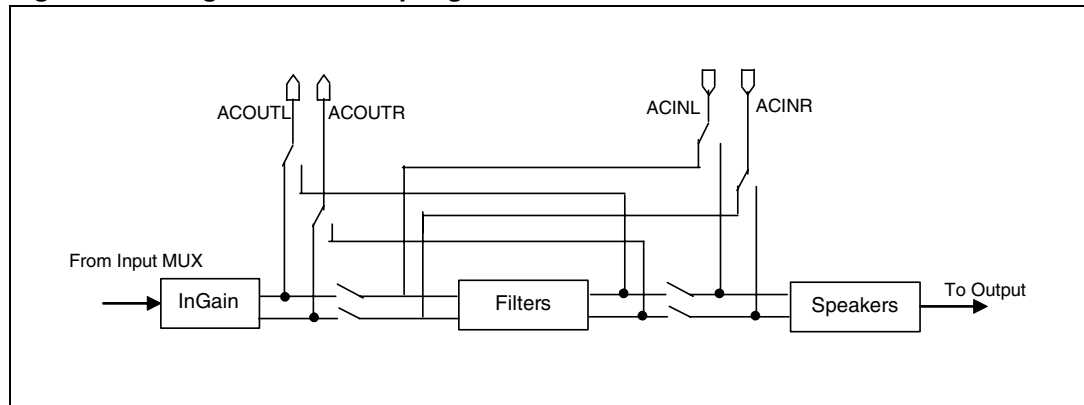 ACOUTL ACOUTR
ACINL ACINR
From Input MUX
InGain
Filters
Speakers
To Output